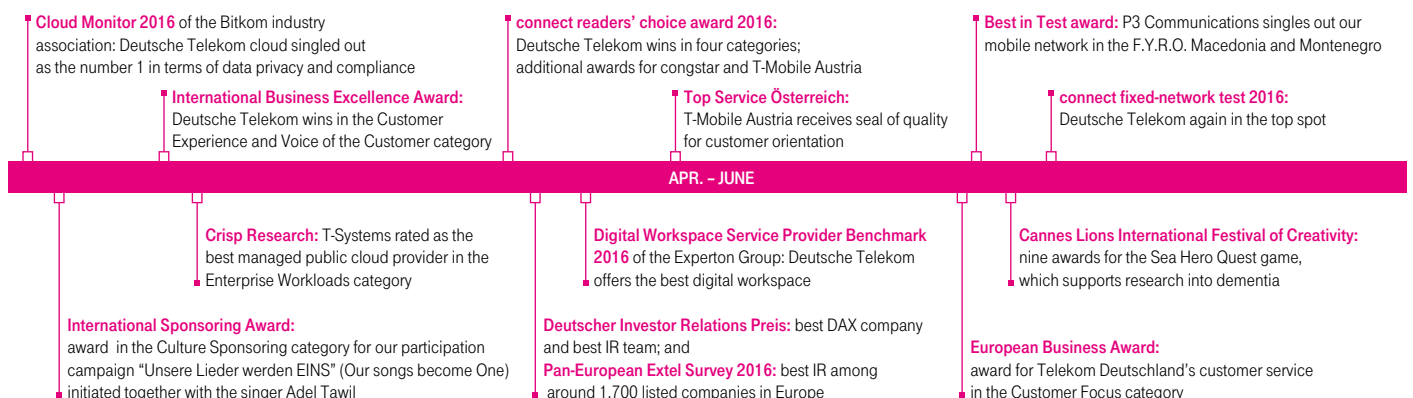 Cloud Monitor 2016 of the Bitkom industry
association: Deutsche Telekom cloud singled out
as the number 1 in terms of data privacy and compliance
International Business Excellence Award:
Deutsche Telekom wins in the Customer
Experience and Voice of the Customer category
connect readers’ choice award 2016:
Deutsche Telekom wins in four categories;
additional awards for congstar and T-Mobile Austria
Top Service Österreich:
T-Mobile Austria receives seal of quality
for customer orientation
Best in Test award: P3 Communications singles out our
mobile network in the F.Y.R.O. Macedonia and Montenegro
connect fixed-network test 2016:
Deutsche Telekom again in the top spot
APR. – JUNE
Crisp Research: T-Systems rated as the
best managed public cloud provider in the
Enterprise Workloads category
International Sponsoring Award:
award in the Culture Sponsoring category for our participation
campaign “Unsere Lieder werden EINS” (Our songs become One)
initiated together with the singer Adel Tawil
Digital Workspace Service Provider Benchmark
2016 of the Experton Group: Deutsche Telekom
offers the best digital workspace
Deutscher Investor Relations Preis: best DAX company
and best IR team; and
Pan-European Extel Survey 2016: best IR among
around 1,700 listed companies in Europe
Cannes Lions International Festival of Creativity:
nine awards for the Sea Hero Quest game,
which supports research into dementia
European Business Award:
award for Telekom Deutschland’s customer service
in the Customer Focus category